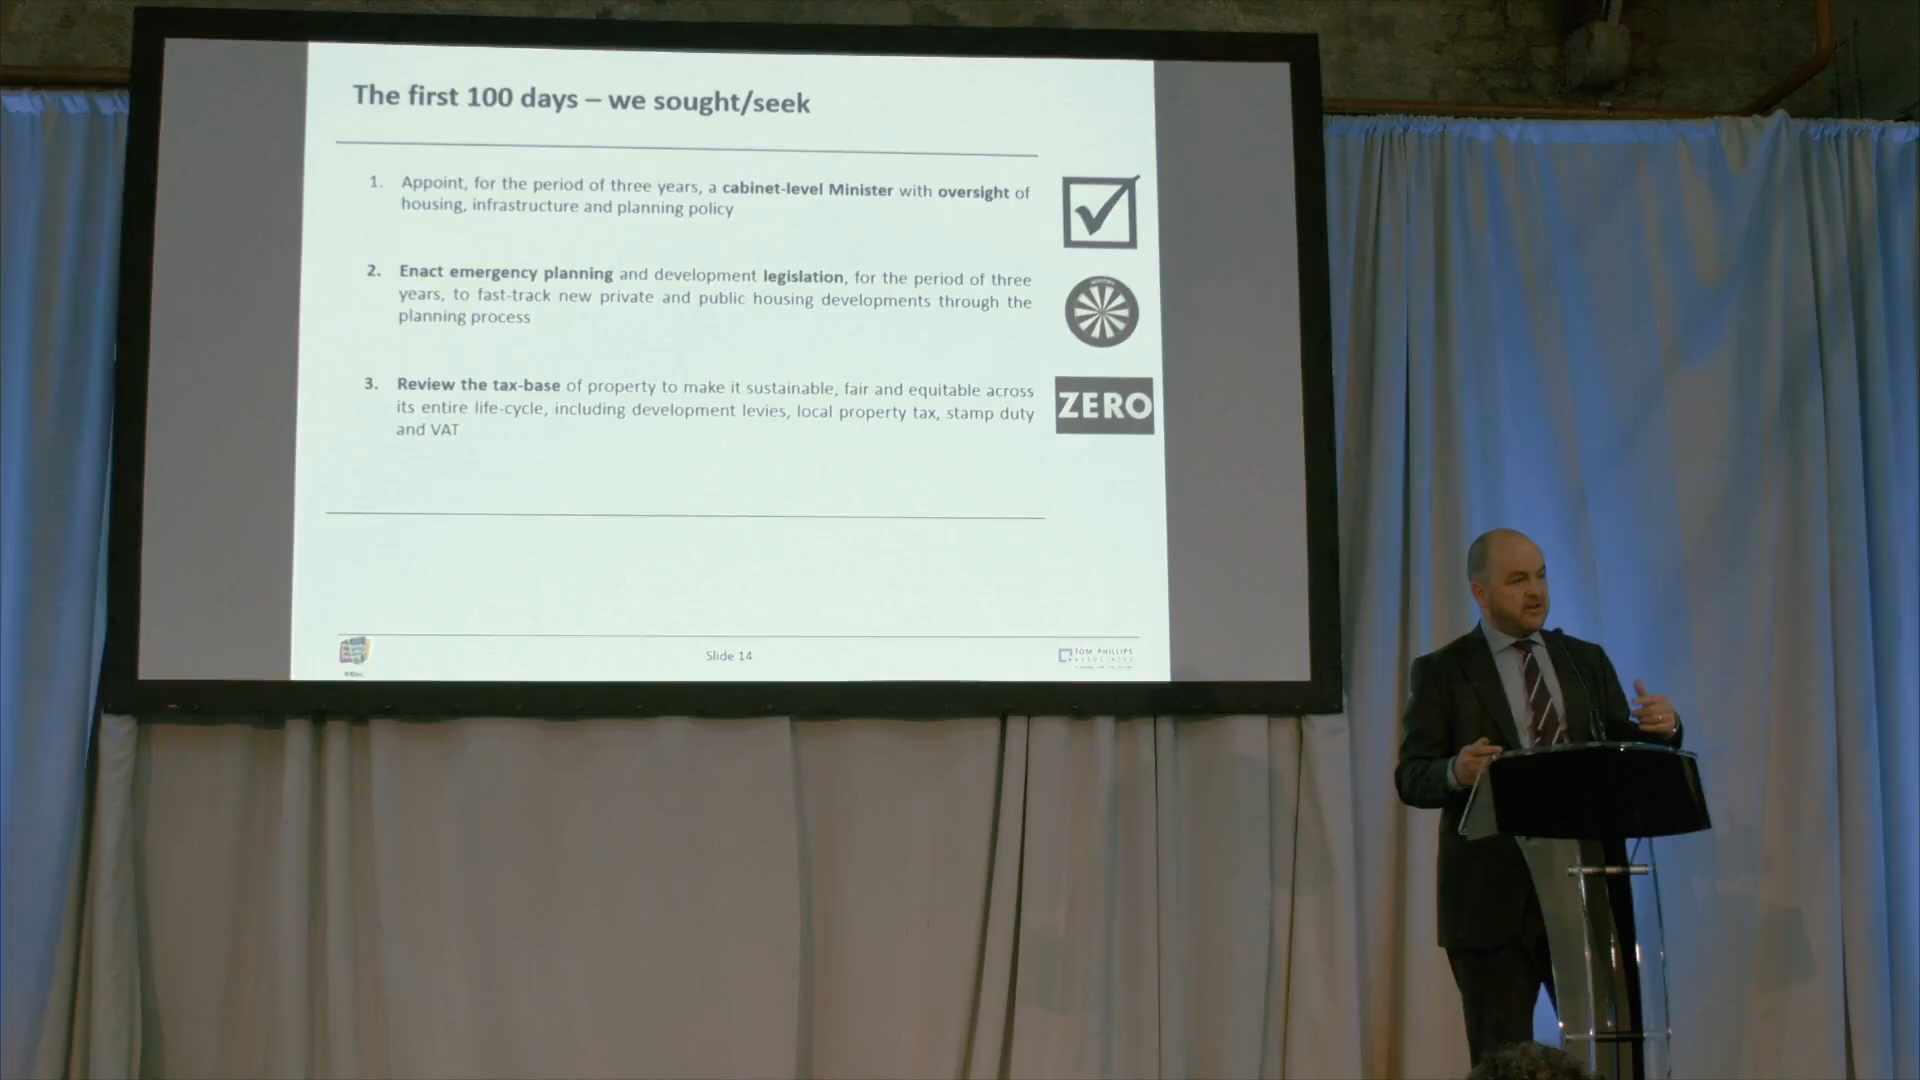 The first 100 days – we sought/seek
1. Appoint, for the period of three years, a cabinet-level Minister with oversight of
housing, infrastructure and planning policy
2. Enact emergency planning and development legislation, for the period of three
years, to fast-track new private and public housing developments through the
planning process
3. Review the tax-base of property to make it sustainable, fair and equitable across
its entire life-cycle, including development levies, local property tax, stamp duty
and VAT
ZERO
Slide 14
TOM PHILLIPS
ASSOCIATES